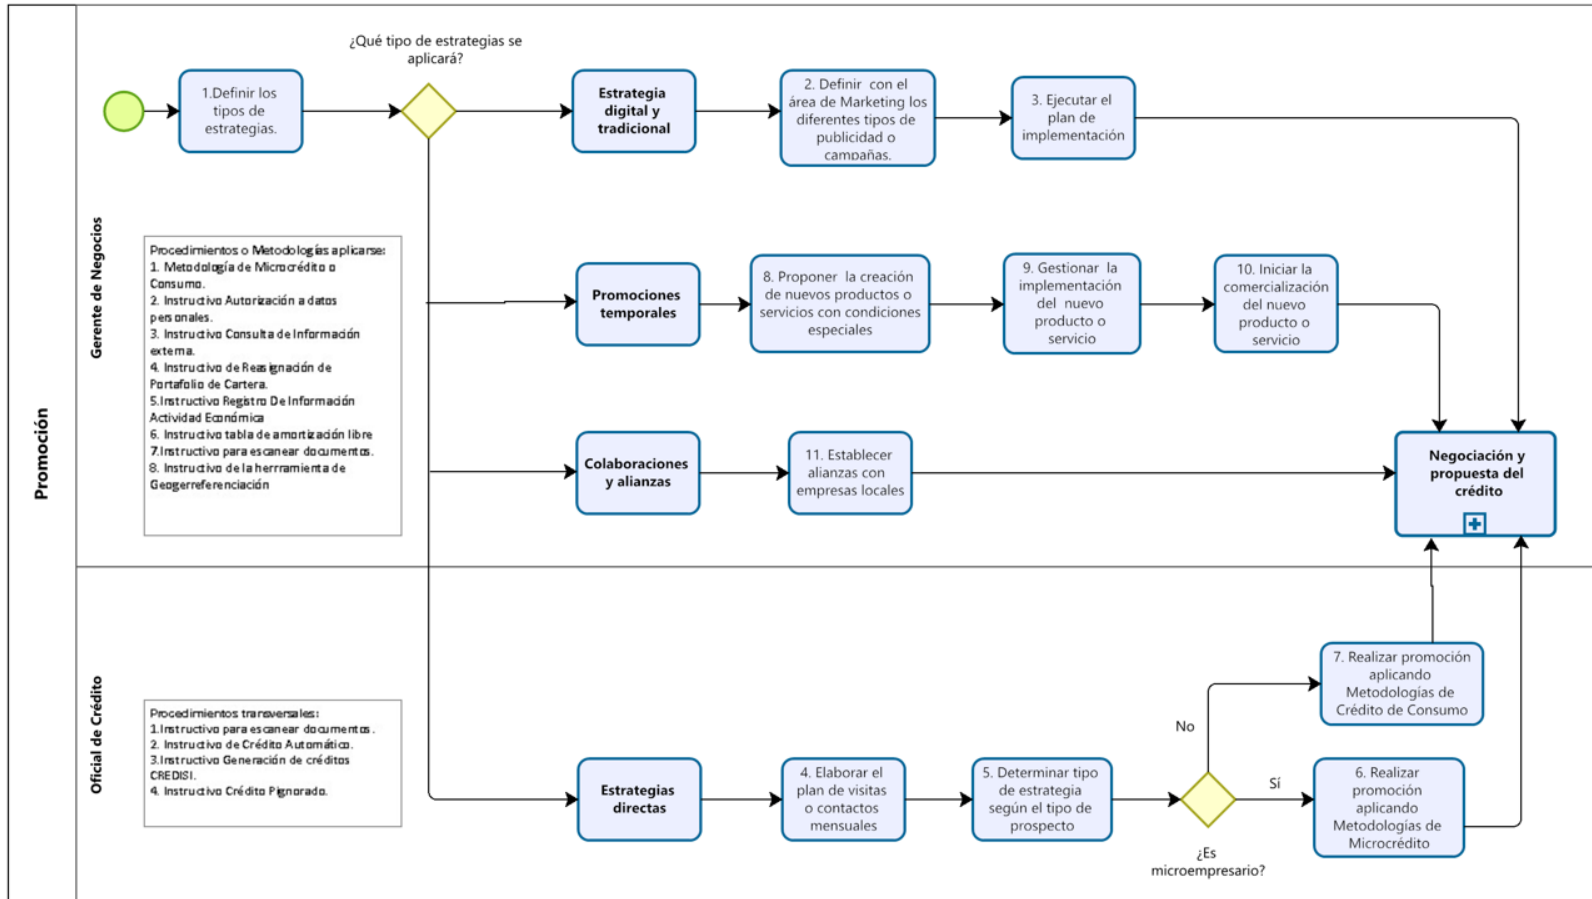 ¿Qué tipo de estrategias se
aplicará?
1.Definir los
tipos de
estrategias.
Estrategia
digital y
tradicional
2. Definir con el
área de Marketing los
diferentes tipos de
publicidad o
campañas.
3. Ejecutar el
plan de
implementación
Promoción
Gerente de Negocios
Procedimientos o Metodologías aplicarse:
1. Metodología de Microcrédito o
Consumo.
2. Instructivo Autorización a datos
personales.
3. Instructivo Consulta de Información
externa.
4. Instructivo de Reasignación de
Portafolio de Cartera.
5.Instructivo Registro De Información
Actividad Económica
6. Instructivo tabla de amortización libre
7.Instructivo para escanear documentos.
8. Instructivo de la herrramienta de
Geogerreferenciación
Promociones
temporales
8. Proponer la creación
de nuevos productos o
servicios con condiciones
especiales
9. Gestionar la
implementación
del nuevo
producto o
servicio
10. Iniciar la
comercialización
del nuevo
producto o
servicio
Colaboraciones
y alianzas
11. Establecer
alianzas con
empresas locales
Negociación y
propuesta del
crédito
Oficial de Crédito
Procedimientos transversales:
1.Instructivo para escanear documentos.
2. Instructivo de Crédito Automático.
3.Instructivo Generación de créditos
CREDISI.
4. Instructivo Crédito Pignorado.
Estrategias
directas
4. Elaborar el
plan de visitas
o contactos
mensuales
5. Determinar tipo
de estrategia
según el tipo de
prospecto
¿Es
microempresario?
No
7. Realizar promoción
aplicando
Metodologías de
Crédito de Consumo
Sí
6. Realizar
promoción
aplicando
Metodologías de
Microcrédito